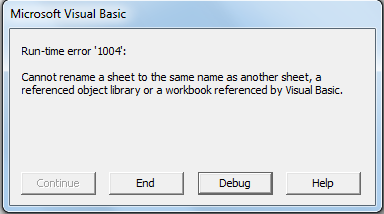 Microsoft Visual Basic
Run-time error '1004':
Cannot rename a sheet to the same name as another sheet, a
referenced object library or a workbook referenced by Visual Basic.
Continue
End
Debug
Help